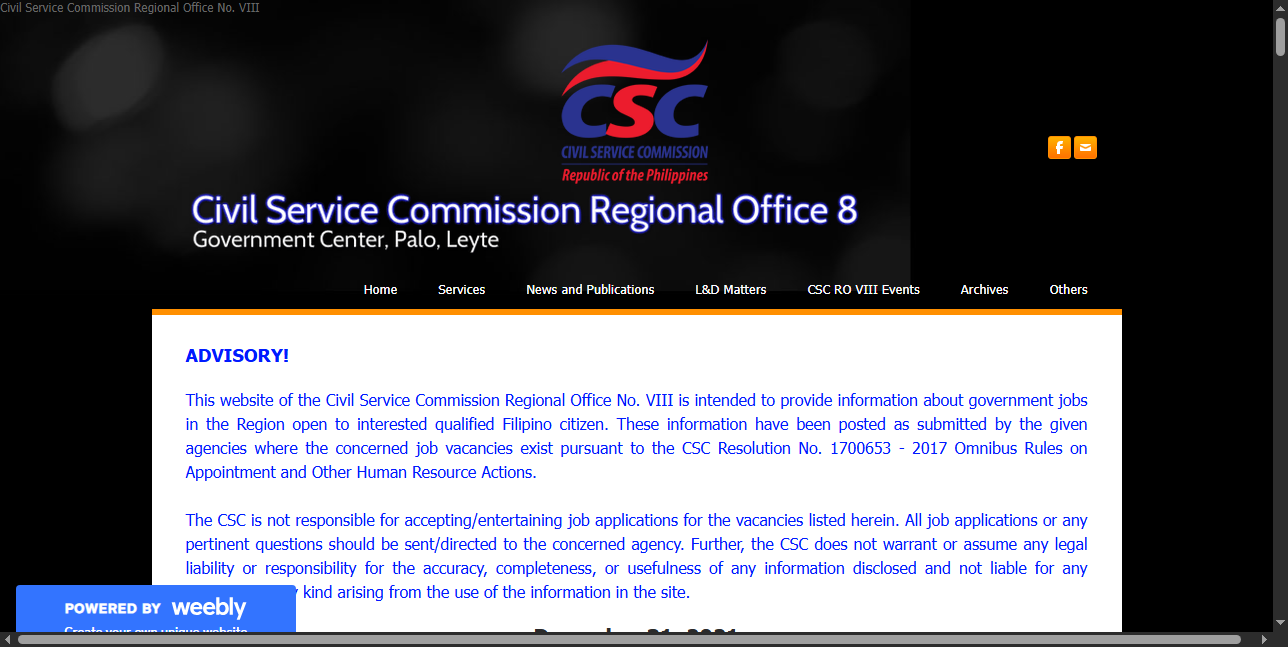 Civil Service Commission Regional Office No. VIII
CSC
CIVIL SERVICE COMMISSION
Republic of the Philippines
Civil Service Commission Regional Office 8
Government Center, Palo, Leyte
Home Services News and Publications L&D Matters CSC RO VIII Events Archives Others
ADVISORY!
This website of the Civil Service Commission Regional Office No. VIII is intended to provide information about government jobs
in the Region open to interested qualified Filipino citizen. These information have been posted as submitted by the given
agencies where the concerned job vacancies exist pursuant to the CSC Resolution No. 1700653 - 2017 Omnibus Rules on
Appointment and Other Human Resource Actions.
The CSC is not responsible for accepting/entertaining job applications for the vacancies listed herein. All job applications or any
pertinent questions should be sent/directed to the concerned agency. Further, the CSC does not warrant or assume any legal
liability or responsibility for the accuracy, completeness, or usefulness of any information disclosed and not liable for any
kind arising from the use of the information in the site.
POWERED BY weebly
Create your own unique website